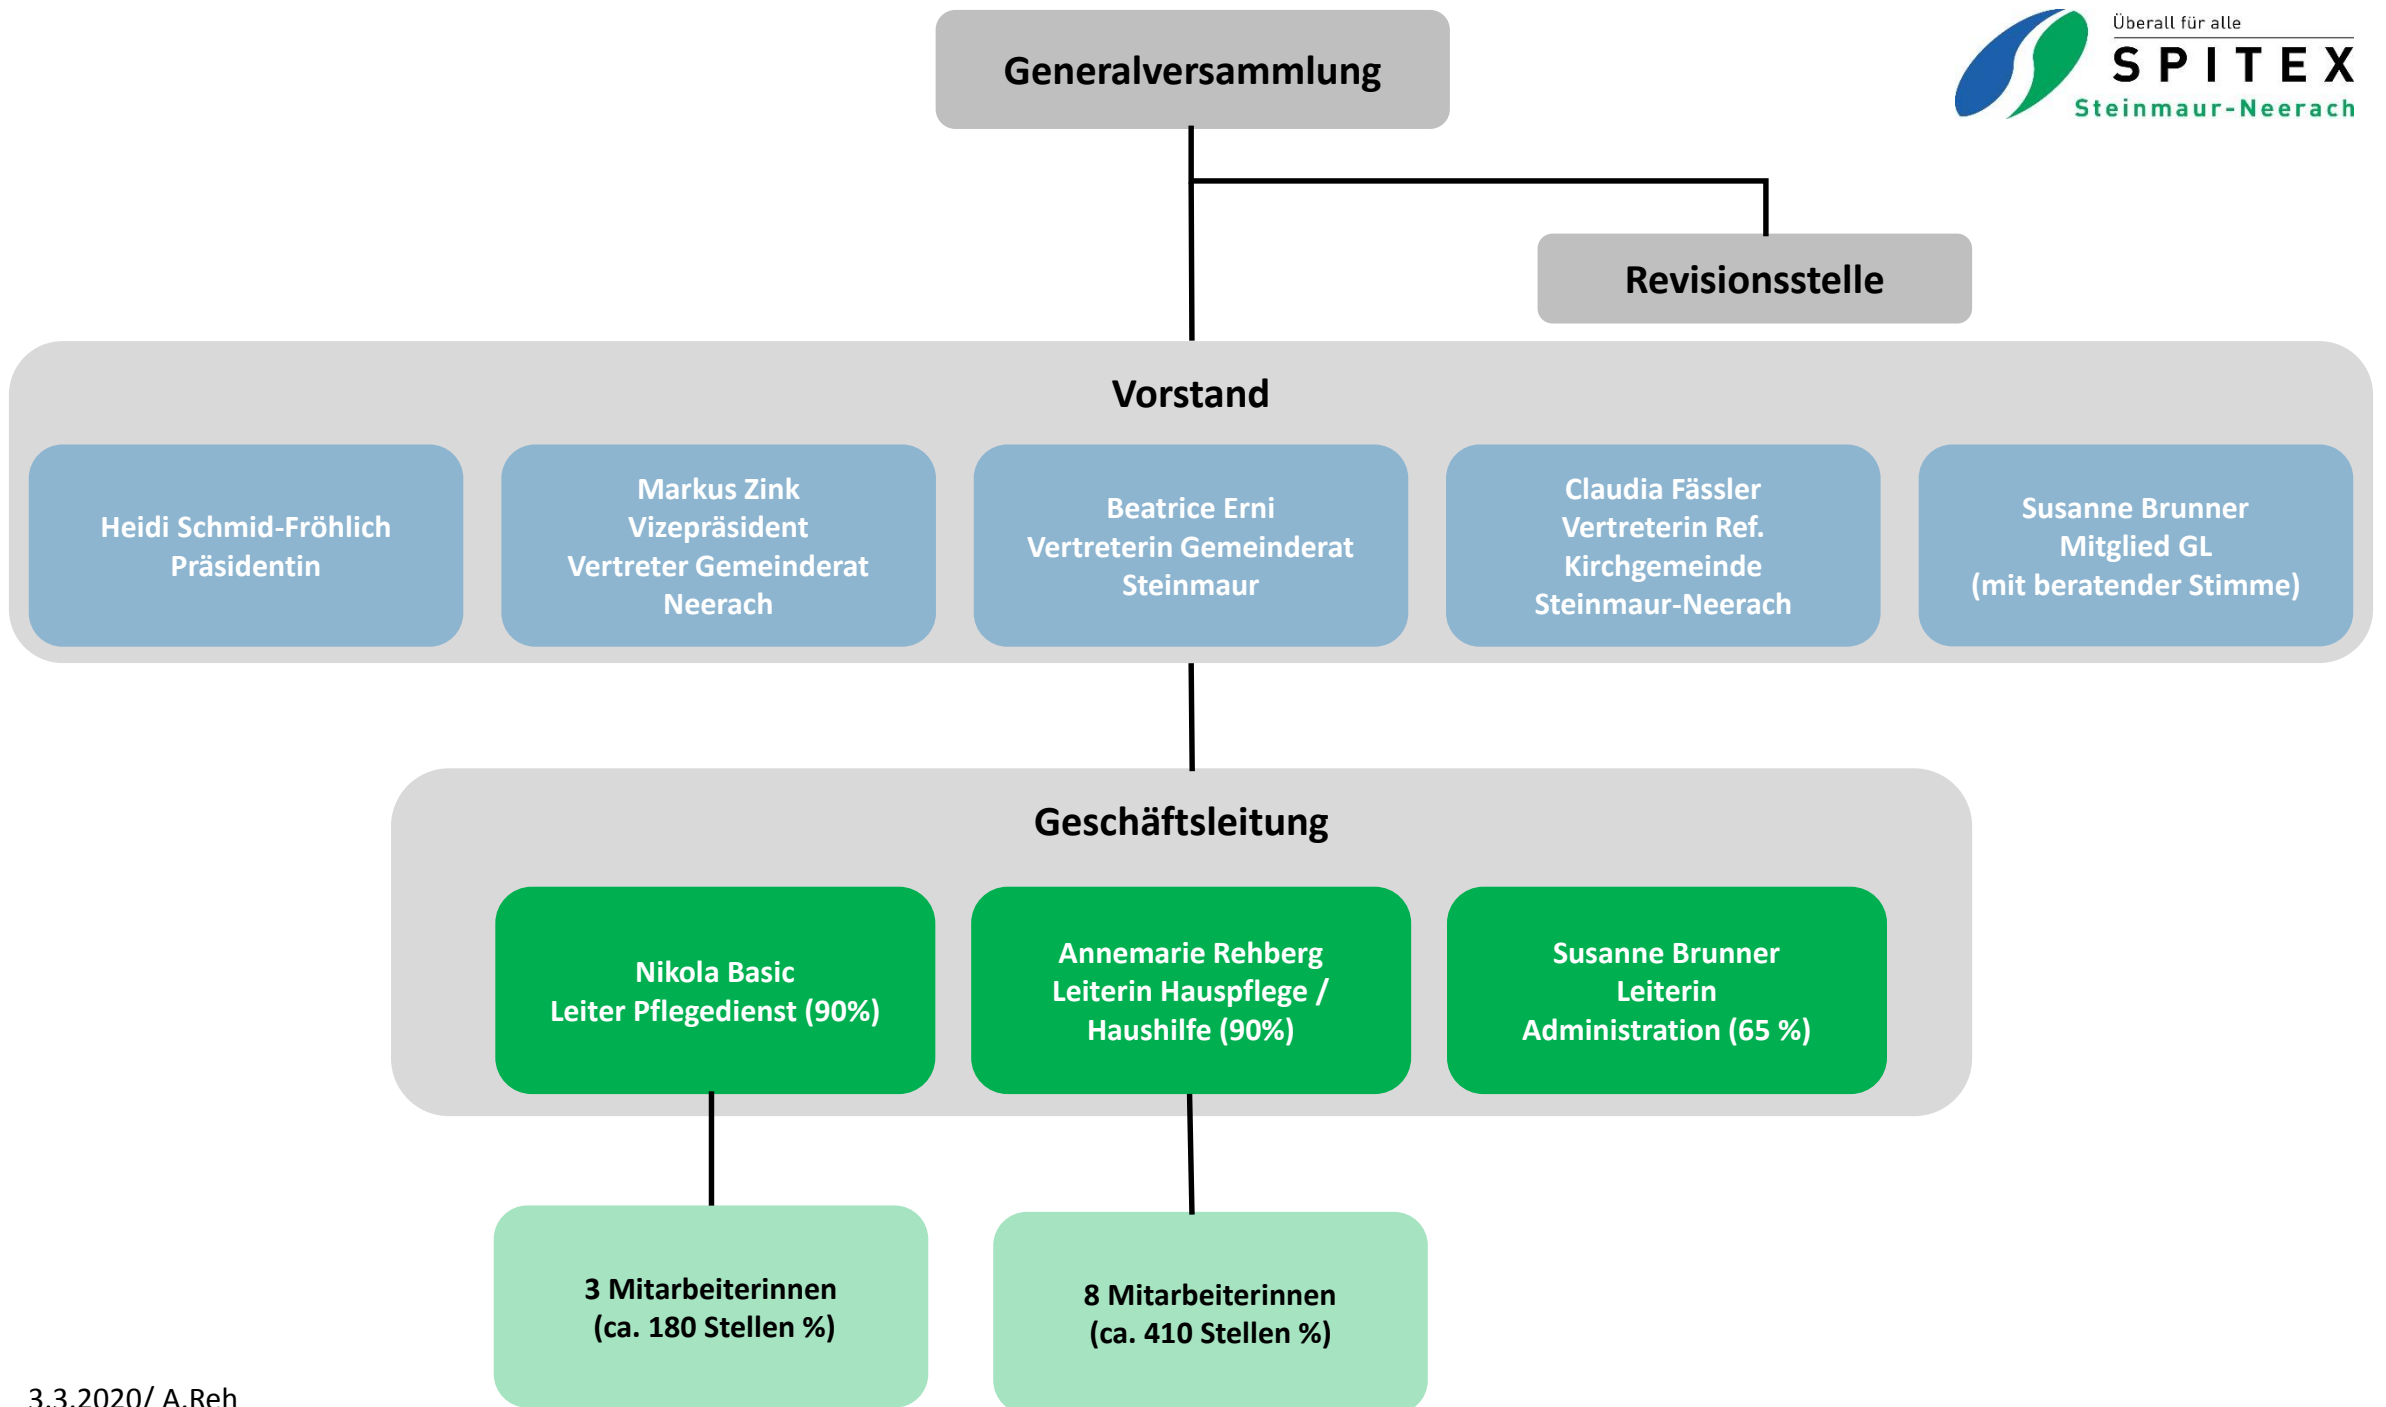 Generalversammlung
Überall für alle
SPITEX
Steinmaur-Neerach
Revisionsstelle
Vorstand
Heidi Schmid-Fröhlich
Präsidentin
Markus Zink
Vizepräsident
Vertreter Gemeinderat
Neerach
Beatrice Erni
Vertreterin Gemeinderat
Steinmaur
Claudia Fässler
Vertreterin Ref.
Kirchgemeinde
Steinmaur-Neerach
Susanne Brunner
Mitglied GL
(mit beratender Stimme)
Geschäftsleitung
Nikola Basic
Leiter Pflegedienst (90%)
Annemarie Rehberg
Leiterin Hauspflege /
Haushilfe (90%)
Susanne Brunner
Leiterin
Administration (65 %)
3 Mitarbeiterinnen
(ca. 180 Stellen %)
8 Mitarbeiterinnen
(ca. 410 Stellen %)
3.3.2020/ A.Reh